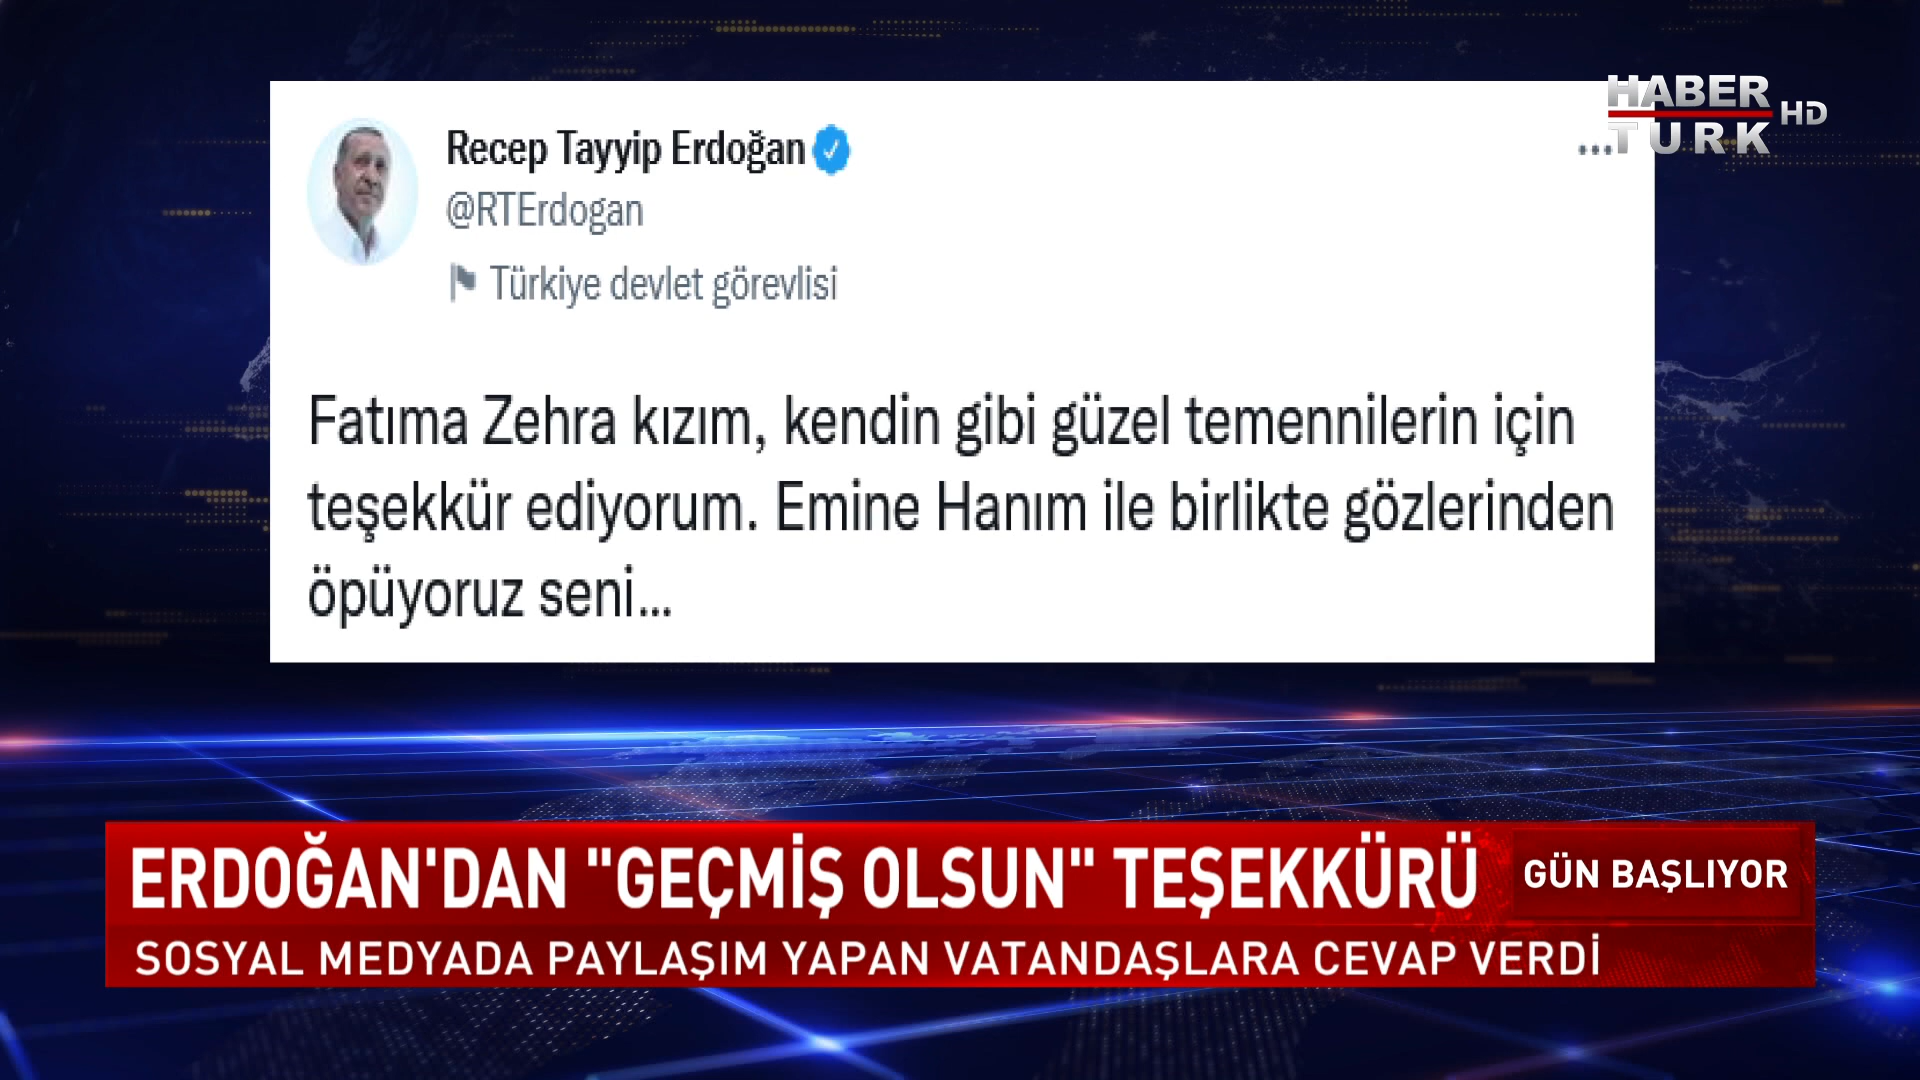 HABER
TURK HD
Recep Tayyip Erdoğan
@RTErdogan
Türkiye devlet görevlisi
Fatıma Zehra kızım, kendin gibi güzel temennilerin için
teşekkür ediyorum. Emine Hanım ile birlikte gözlerinden
öpüyoruz seni...
ERDOĞAN'DAN "GEÇMİŞ OLSUN" TEŞEKKÜRÜ
GÜN BAŞLIYOR
SOSYAL MEDYADA PAYLAŞIM YAPAN VATANDAŞLARA CEVAP VERDİ